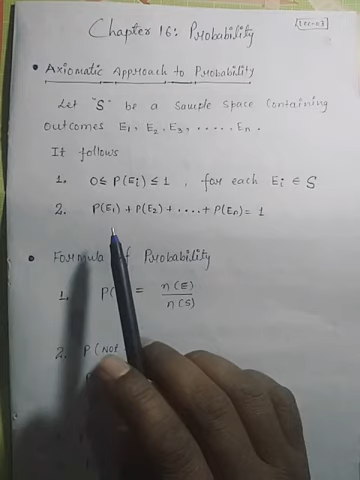 Lec-03
Chapter 16: Probability
• Axiomatic Approach to Probability
Let "S" be a sample space containing
outcomes E₁, E₂, E₃, ..... Eₙ.
It follows
1. 0 ≤ P(Eᵢ) ≤ 1, for each Eᵢ ∈ S
2. P(E₁) + P(E₂) + .... + P(Eₙ) = 1
• Formula of Probability
1. P( = n(E)/n(S)
2. P(Not